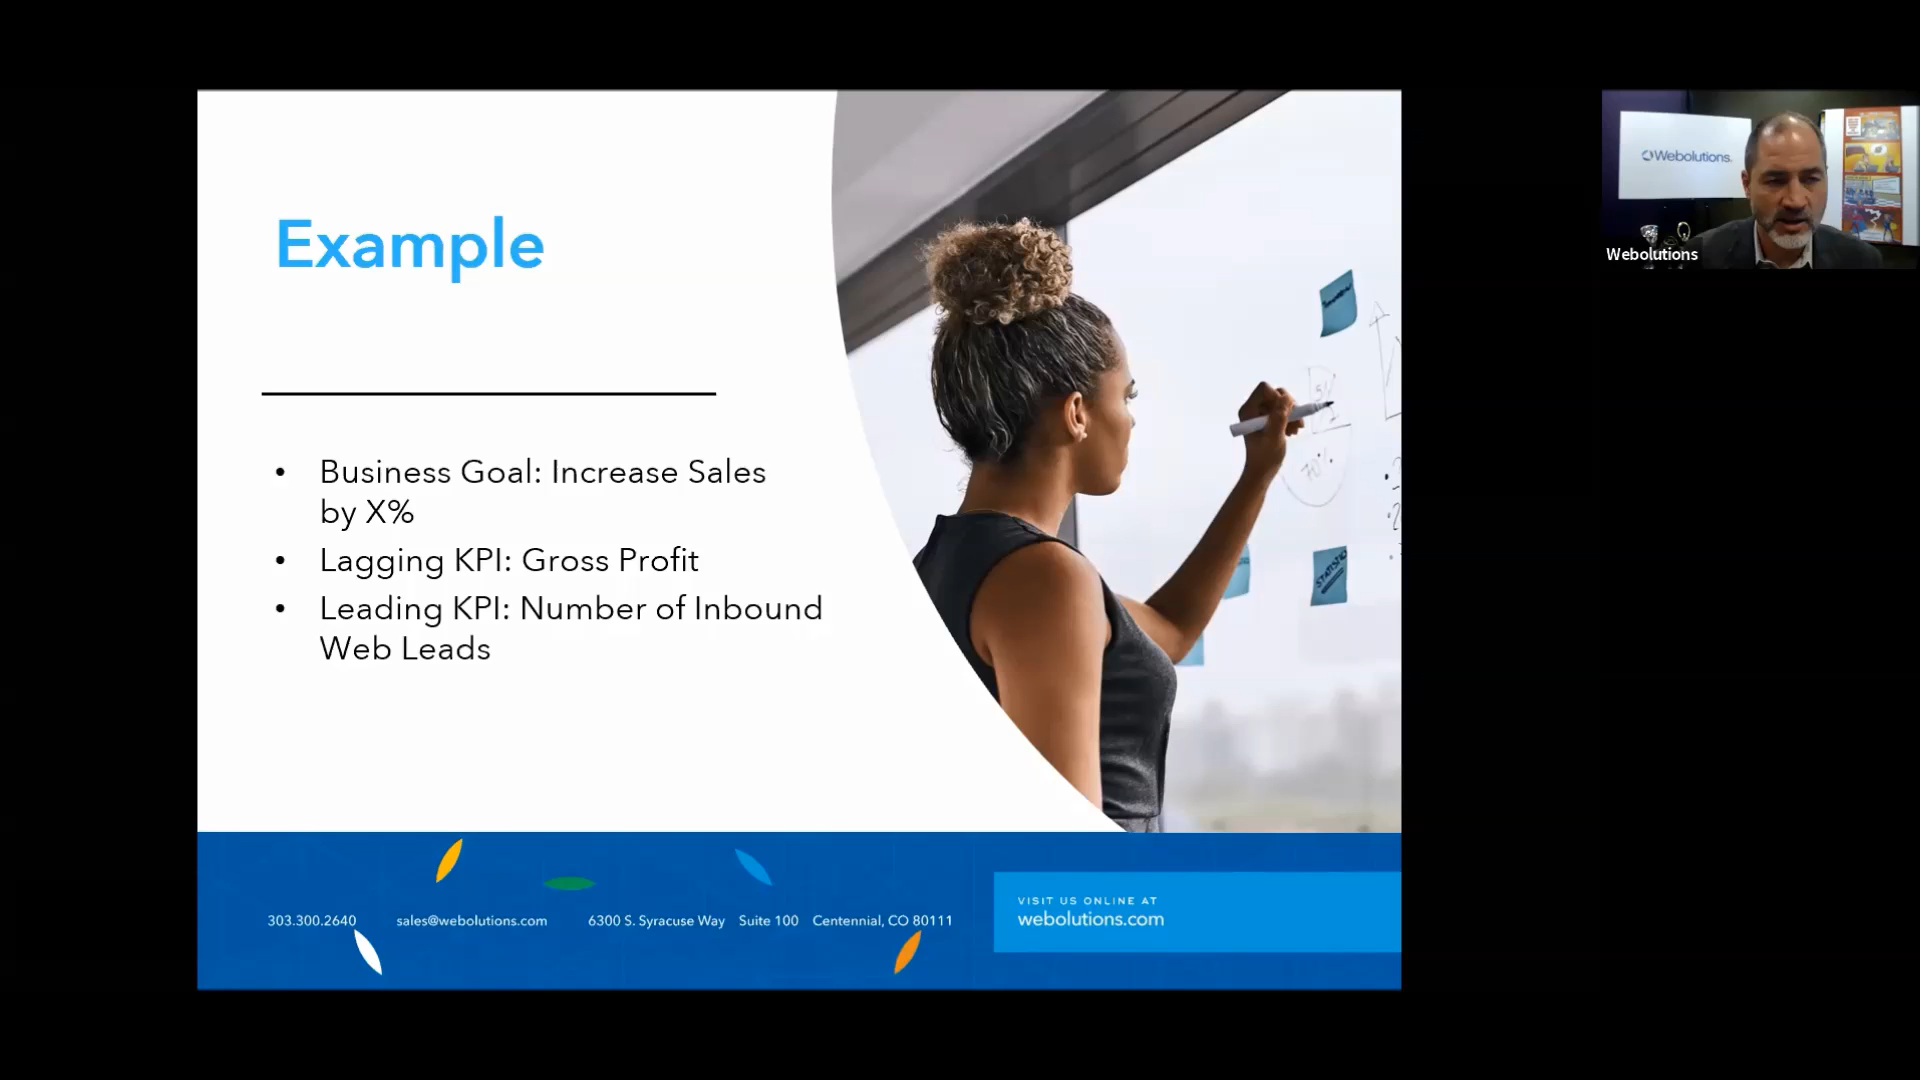 Example
• Business Goal: Increase Sales
by X%
• Lagging KPI: Gross Profit
• Leading KPI: Number of Inbound
Web Leads
303.300.2640 sales@webolutions.com 6300 S. Syracuse Way Suite 100 Centennial, CO 80111
VISIT US ONLINE AT
webolutions.com
70%
STATISTICS
Webolutions
Webolutions